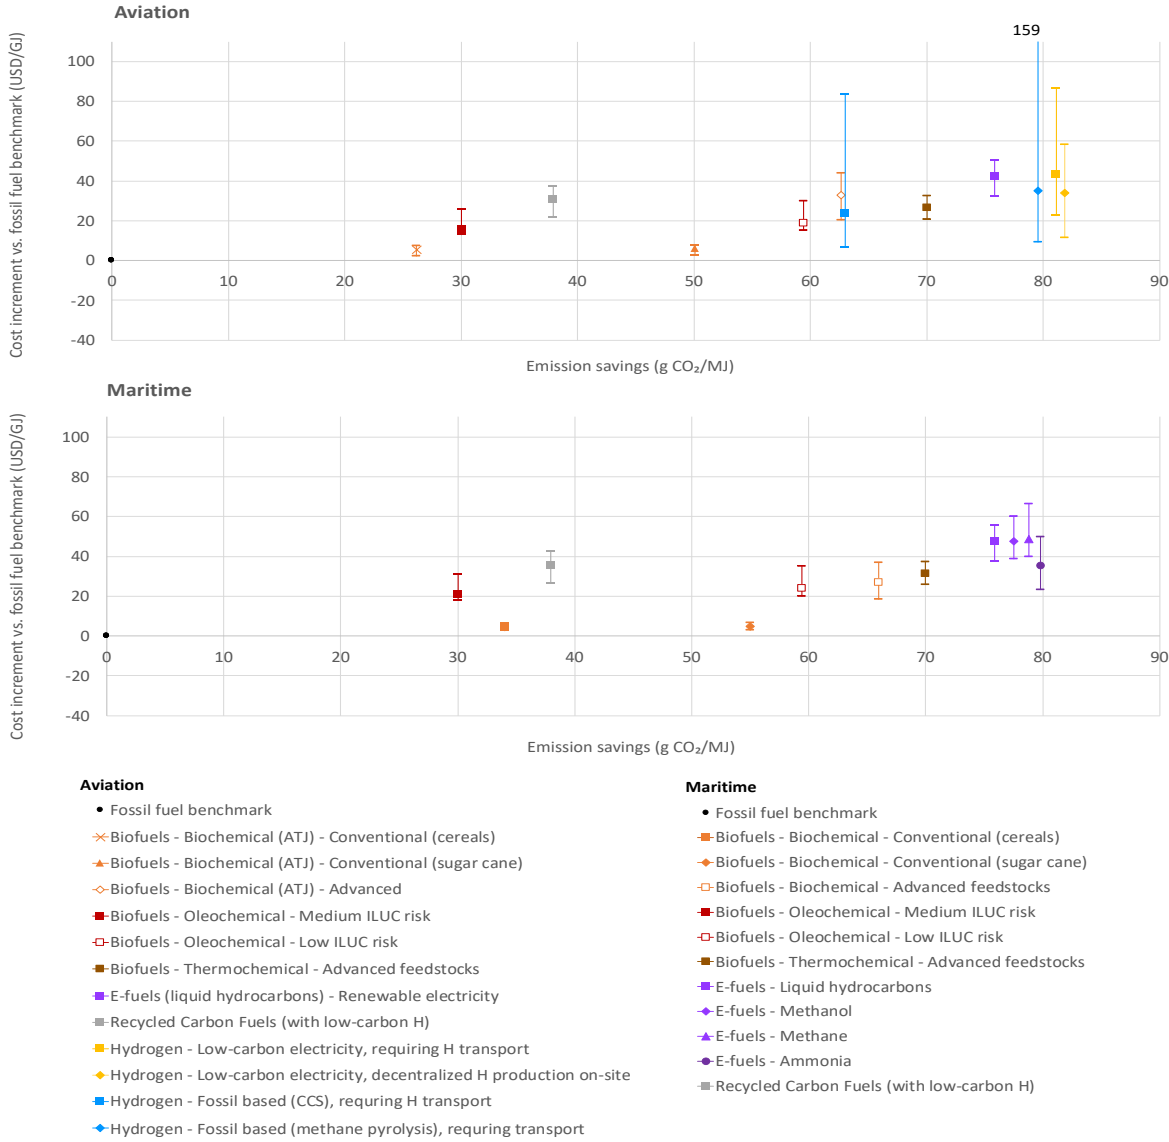 Aviation
159
Cost increment vs. fossil fuel benchmark (USD/GJ)
100
80
60
40
20
0
-20
-40
0 10 20 30 40 50 60 70 80 90
Emission savings (g CO₂/MJ)
Maritime
Cost increment vs. fossil fuel benchmark (USD/GJ)
100
80
60
40
20
0
-20
-40
0 10 20 30 40 50 60 70 80 90
Emission savings (g CO₂/MJ)
Aviation
Fossil fuel benchmark
Biofuels - Biochemical (ATJ) - Conventional (cereals)
Biofuels - Biochemical (ATJ) - Conventional (sugar cane)
Biofuels - Biochemical (ATJ) - Advanced
Biofuels - Oleochemical - Medium ILUC risk
Biofuels - Oleochemical - Low ILUC risk
Biofuels - Thermochemical - Advanced feedstocks
E-fuels (liquid hydrocarbons) - Renewable electricity
Recycled Carbon Fuels (with low-carbon H)
Hydrogen - Low-carbon electricity, requiring H transport
Hydrogen - Low-carbon electricity, decentralized H production on-site
Hydrogen - Fossil based (CCS), requring H transport
Hydrogen - Fossil based (methane pyrolysis), requring transport
Maritime
Fossil fuel benchmark
Biofuels - Biochemical - Conventional (cereals)
Biofuels - Biochemical - Conventional (sugar cane)
Biofuels - Biochemical - Advanced feedstocks
Biofuels - Oleochemical - Medium ILUC risk
Biofuels - Oleochemical - Low ILUC risk
Biofuels - Thermochemical - Advanced feedstocks
E-fuels - Liquid hydrocarbons
E-fuels - Methanol
E-fuels - Methane
E-fuels - Ammonia
Recycled Carbon Fuels (with low-carbon H)